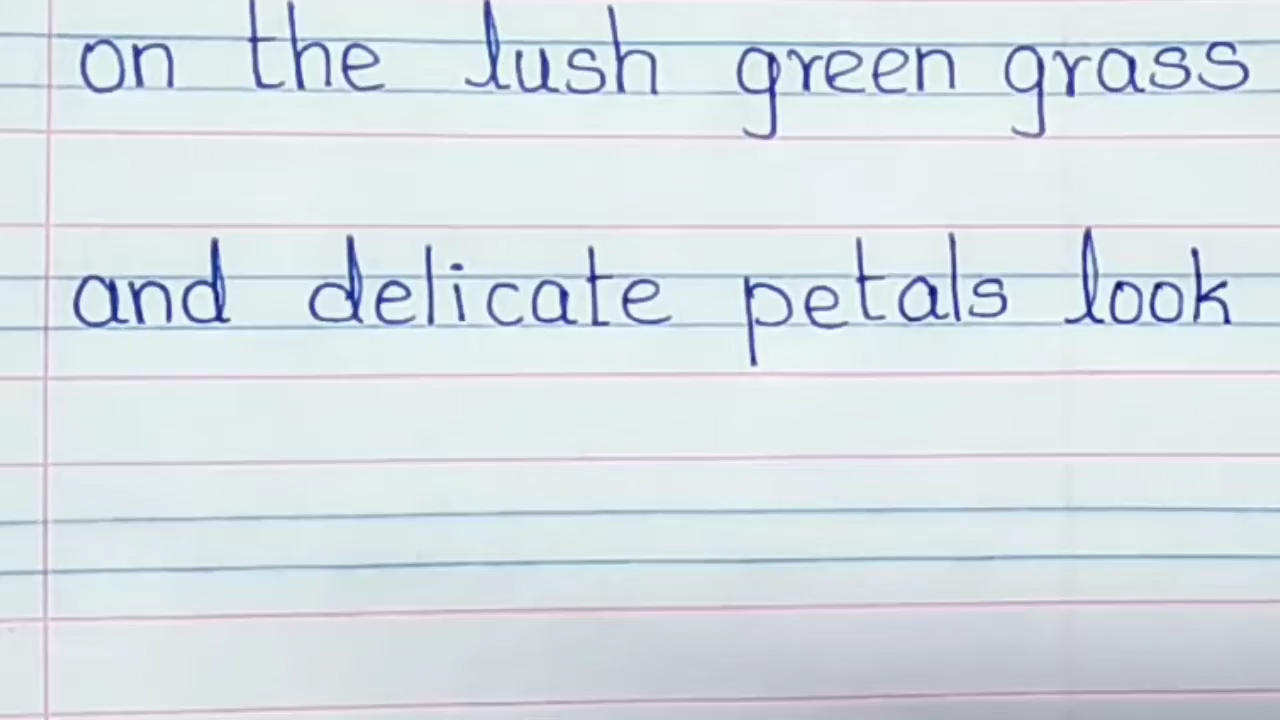 on the lush green grass
and delicate petals look